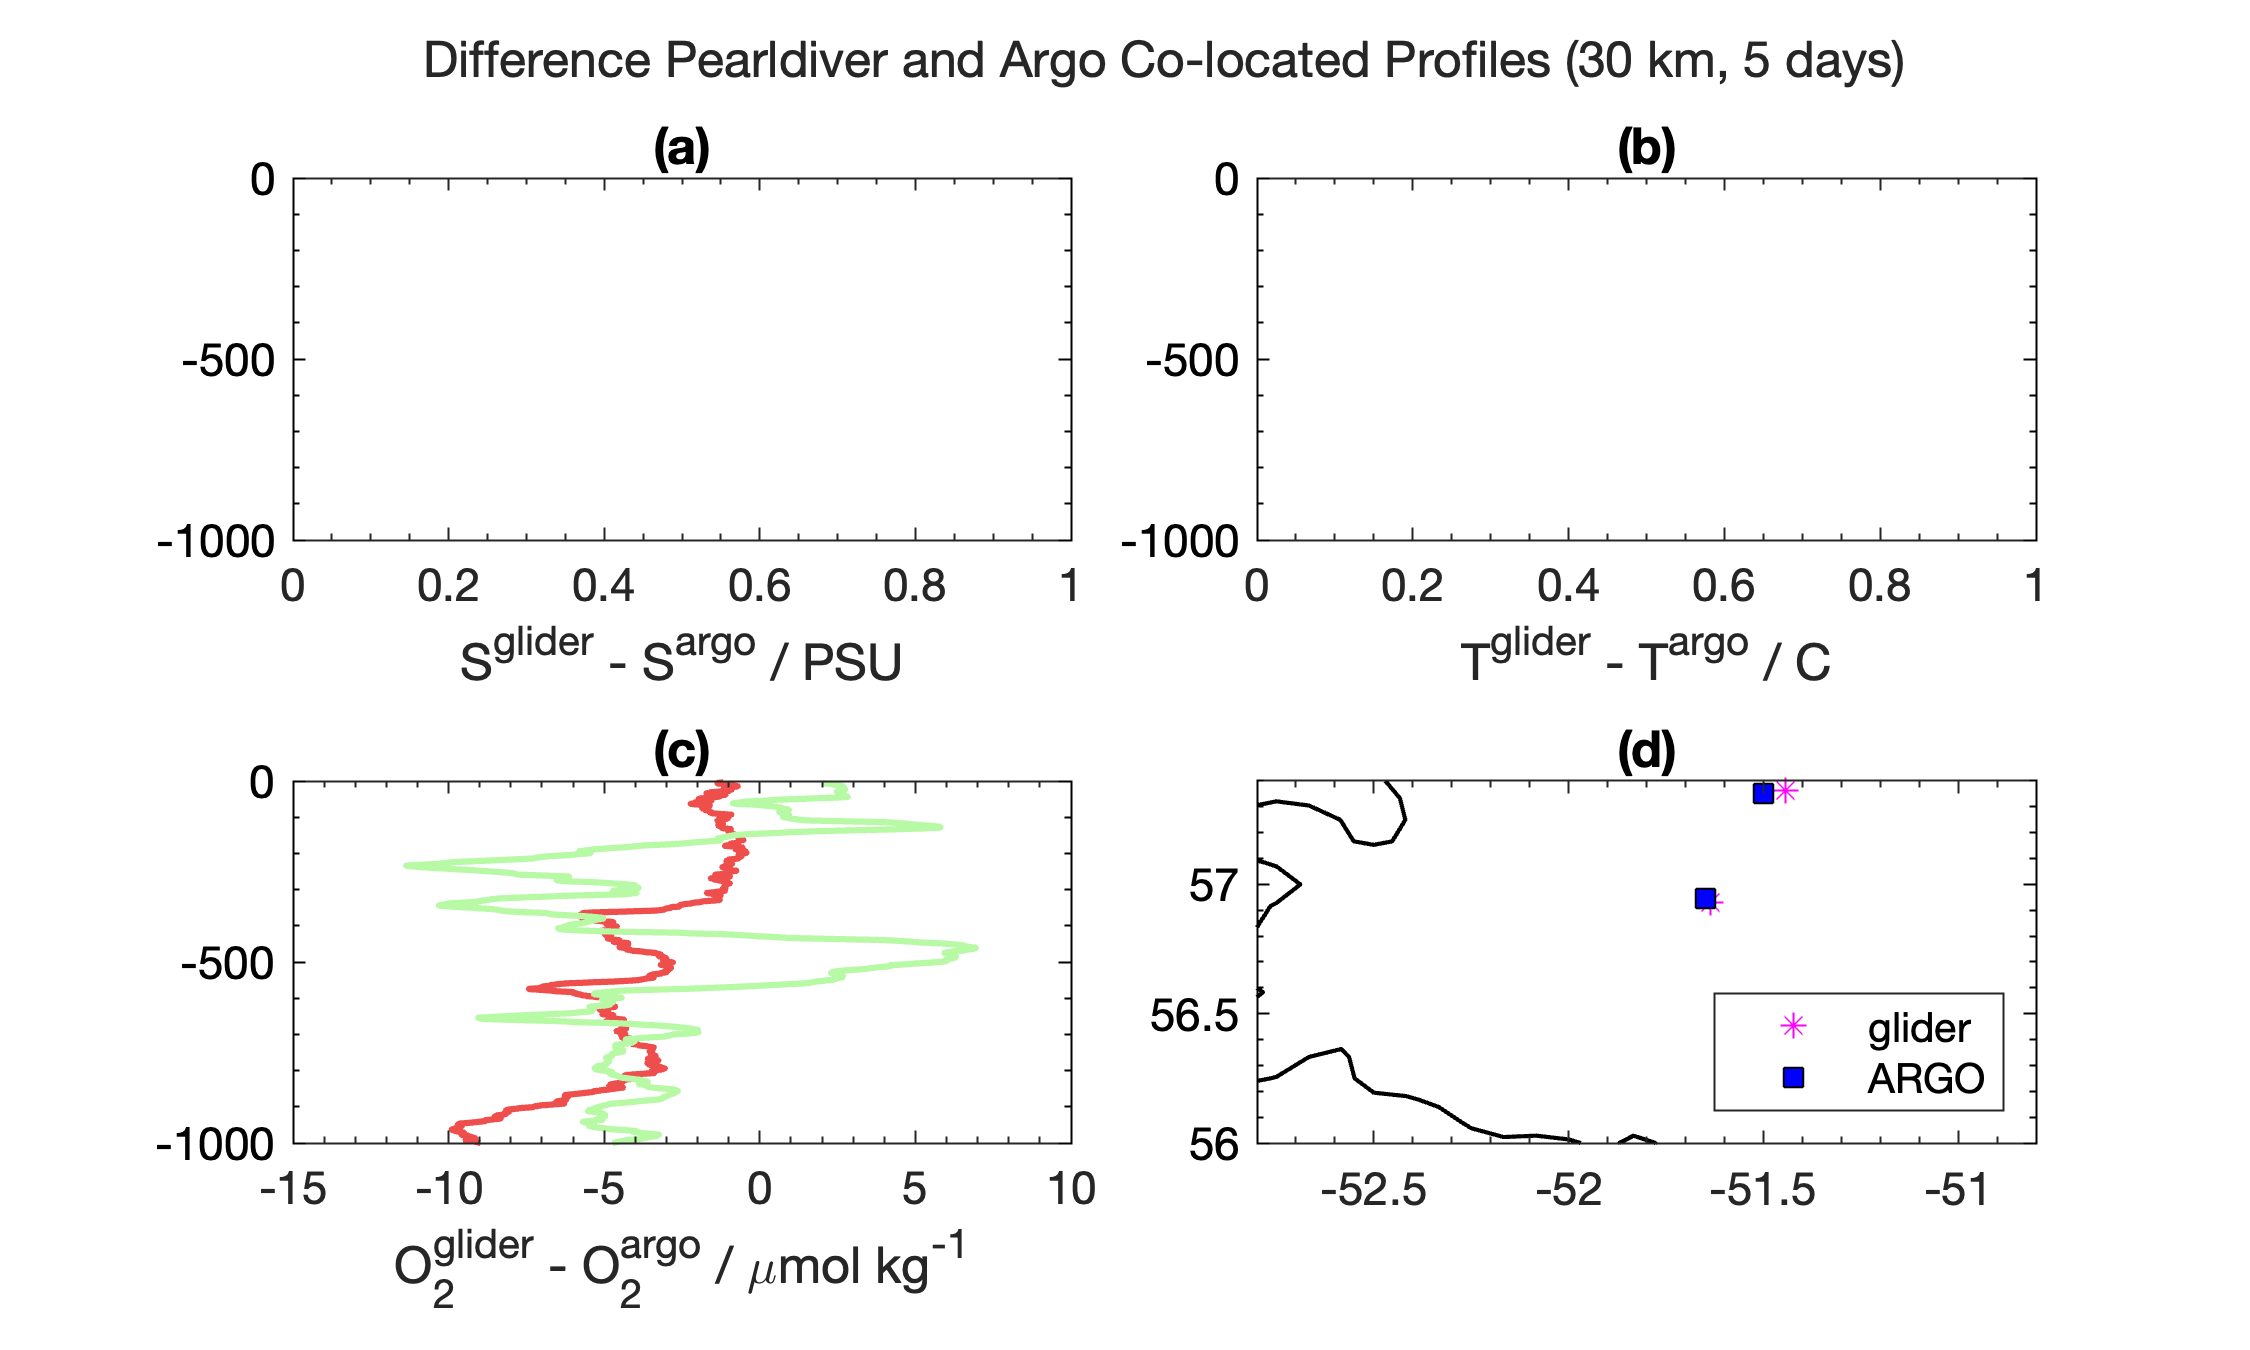 Difference Pearldiver and Argo Co-located Profiles (30 km, 5 days)
(a)
0
-500
-1000
0 0.2 0.4 0.6 0.8 1
S^glider - S^argo / PSU
(b)
0
-500
-1000
0 0.2 0.4 0.6 0.8 1
T^glider - T^argo / C
(c)
0
-500
-1000
-15 -10 -5 0 5 10
O_2^glider - O_2^argo / μmol kg^-1
(d)
57
56.5
56
-52.5 -52 -51.5 -51
glider
ARGO